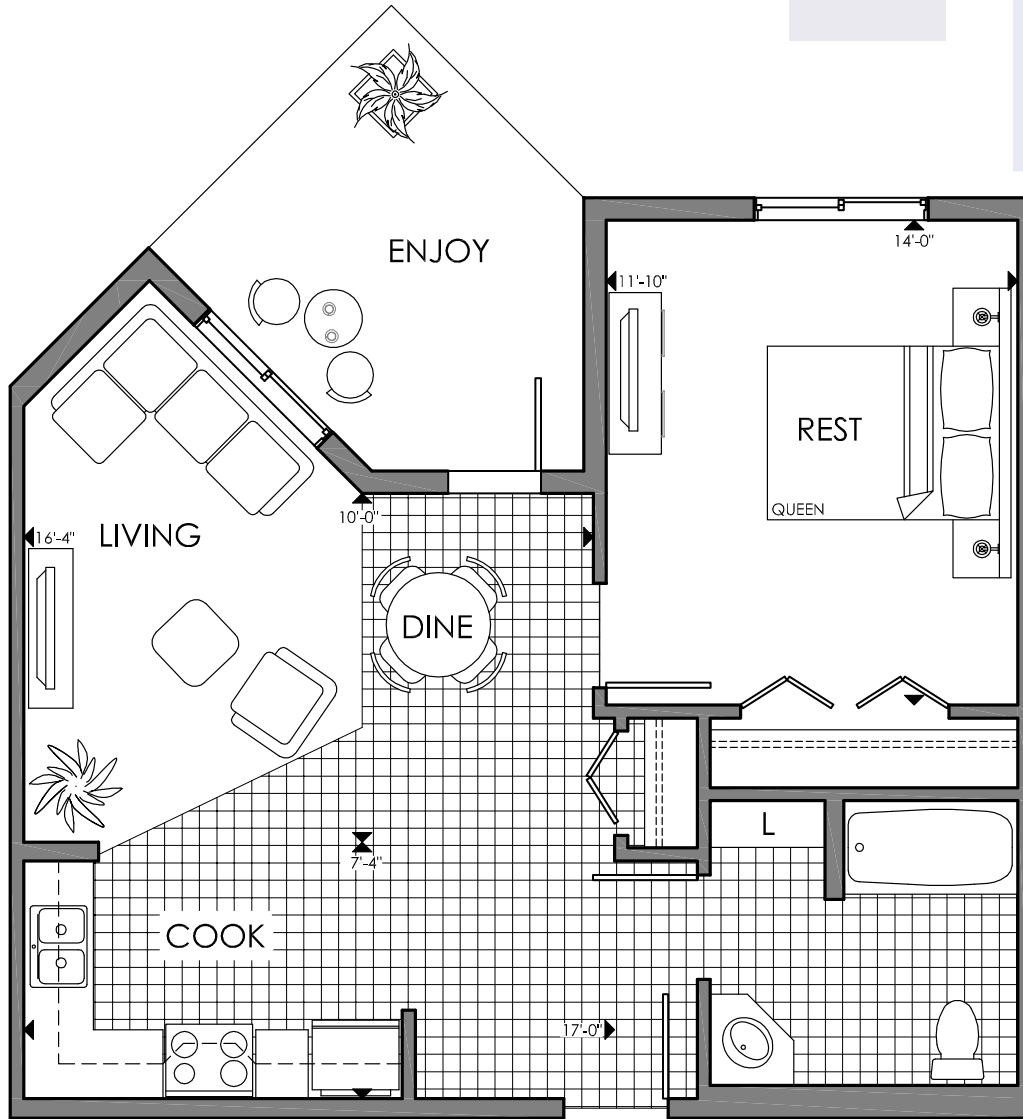 ENJOY
14'-0"
11'-10"
REST
QUEEN
10'-0"
16'-4"
LIVING
DINE
L
7'-4"
COOK
17'-0"